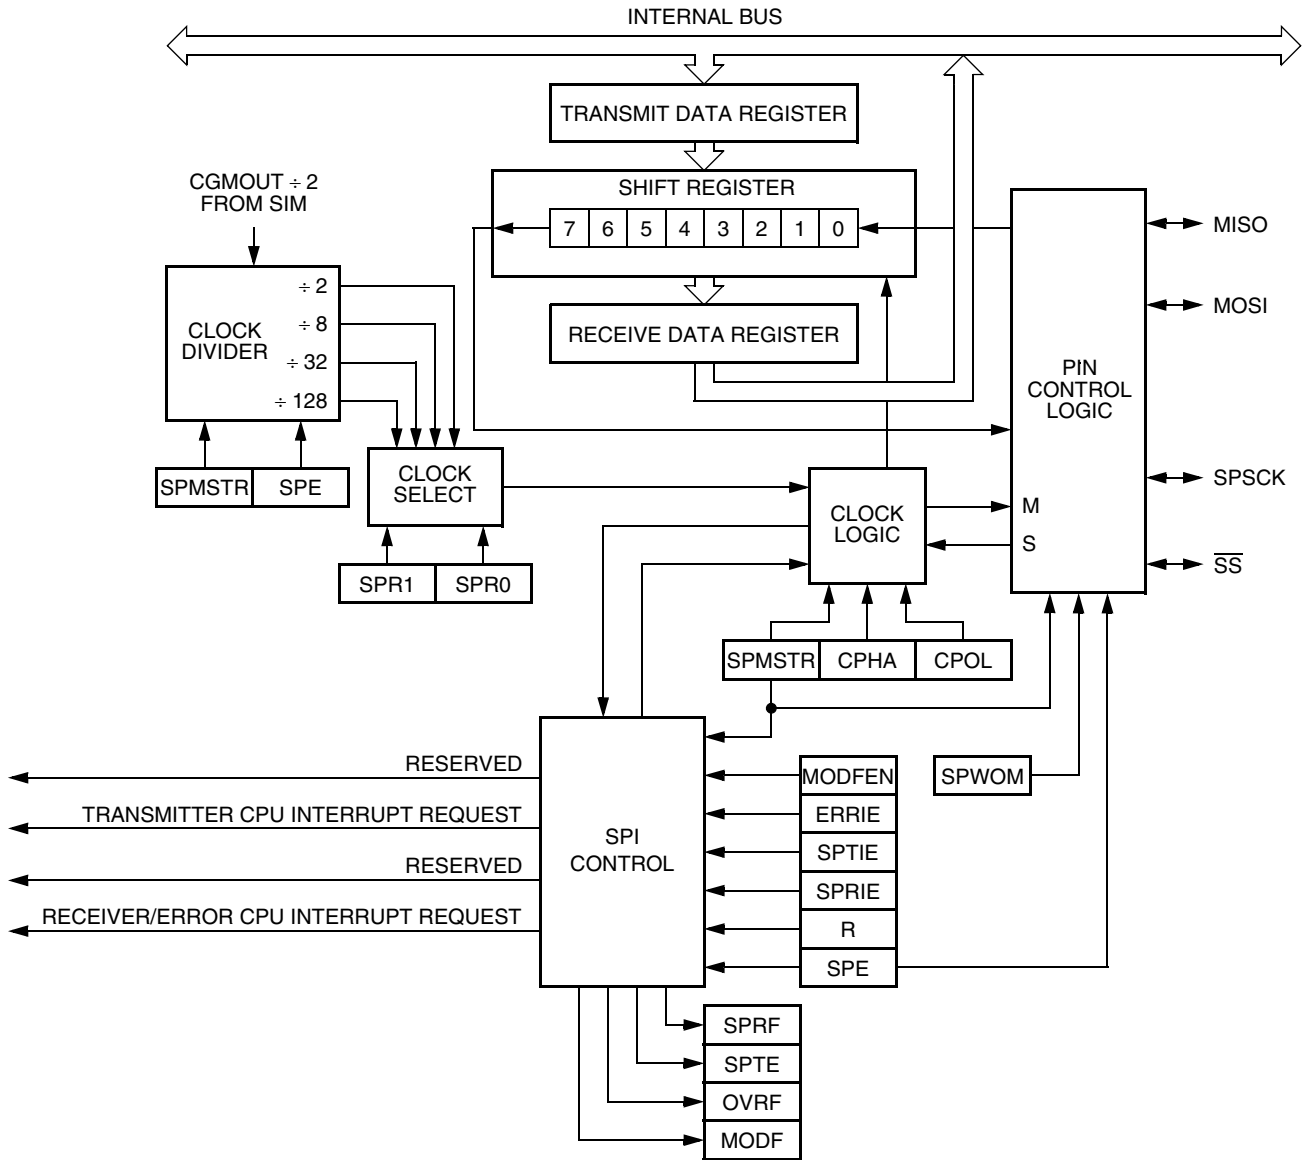 INTERNAL BUS
TRANSMIT DATA REGISTER
SHIFT REGISTER
7 6 5 4 3 2 1 0
RECEIVE DATA REGISTER
CGMOUT ÷ 2
FROM SIM
CLOCK
DIVIDER
÷ 2
÷ 8
÷ 32
÷ 128
SPMSTR SPE
CLOCK
SELECT
SPR1 SPR0
CLOCK
LOGIC
SPMSTR CPHA CPOL
PIN
CONTROL
LOGIC
M
S
MISO
MOSI
SPSCK
S̅S̅
SPWOM
RESERVED
TRANSMITTER CPU INTERRUPT REQUEST
RESERVED
RECEIVER/ERROR CPU INTERRUPT REQUEST
SPI
CONTROL
MODFEN
ERRIE
SPTIE
SPRIE
R
SPE
SPRF
SPTE
OVRF
MODF